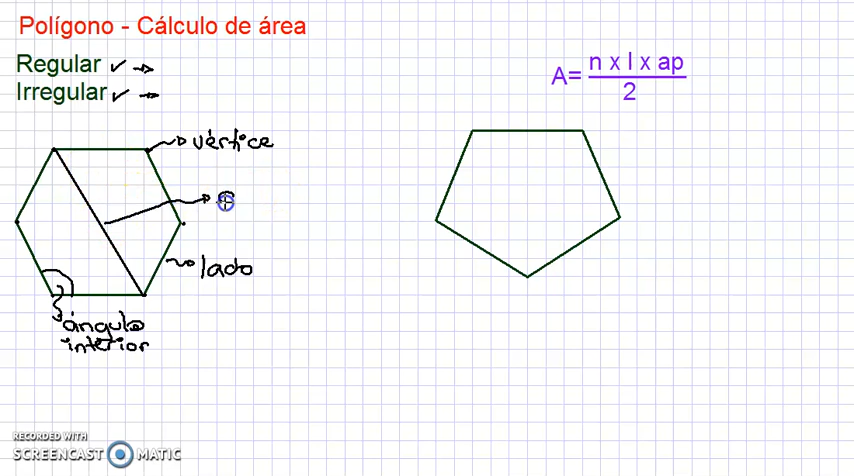 Polígono - Cálculo de área
Regular
Irregular
A= n x l x ap
2
vértice
lado
ángulo
interior
RECORDED WITH
SCREENCAST MATIC